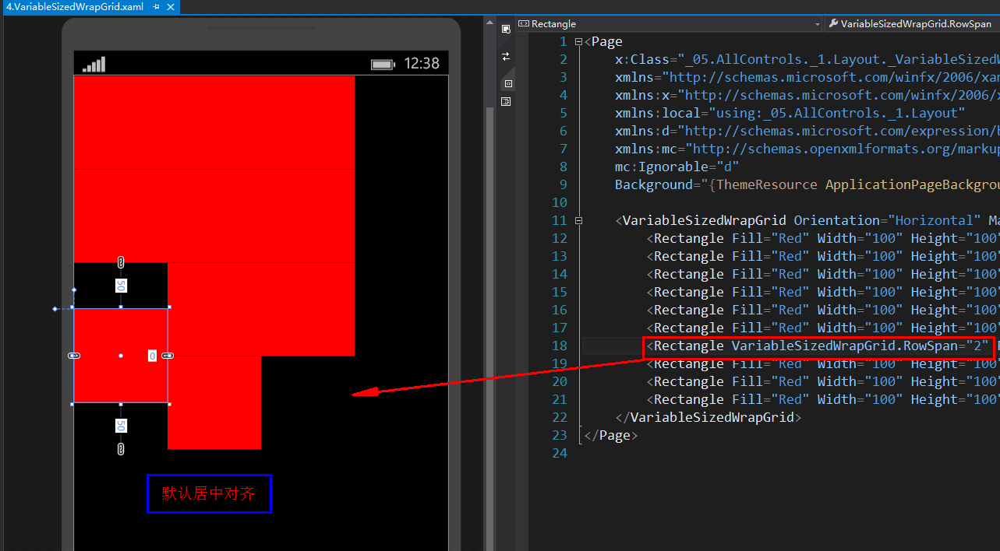 4.VariableSizedWrapGrid.xaml
12:38
50
0
50
默认居中对齐
Rectangle
VariableSizedWrapGrid.RowSpan
1 <Page
2 x:Class="_05.AllControls._1.Layout._VariableSizedW
3 xmlns="http://schemas.microsoft.com/winfx/2006/xam
4 xmlns:x="http://schemas.microsoft.com/winfx/2006/x
5 xmlns:local="using:_05.AllControls._1.Layout"
6 xmlns:d="http://schemas.microsoft.com/expression/b
7 xmlns:mc="http://schemas.openxmlformats.org/markup
8 mc:Ignorable="d"
9 Background="{ThemeResource ApplicationPageBackgrou
10
11 <VariableSizedWrapGrid Orientation="Horizontal" Ma
12 <Rectangle Fill="Red" Width="100" Height="100"
13 <Rectangle Fill="Red" Width="100" Height="100"
14 <Rectangle Fill="Red" Width="100" Height="100"
15 <Rectangle Fill="Red" Width="100" Height="100"
16 <Rectangle Fill="Red" Width="100" Height="100"
17 <Rectangle Fill="Red" Width="100" Height="100"
18 <Rectangle VariableSizedWrapGrid.RowSpan="2"
19 <Rectangle Fill="Red" Width="100" Height="100"
20 <Rectangle Fill="Red" Width="100" Height="100"
21 <Rectangle Fill="Red" Width="100" Height="100"
22 </VariableSizedWrapGrid>
23 </Page>
24